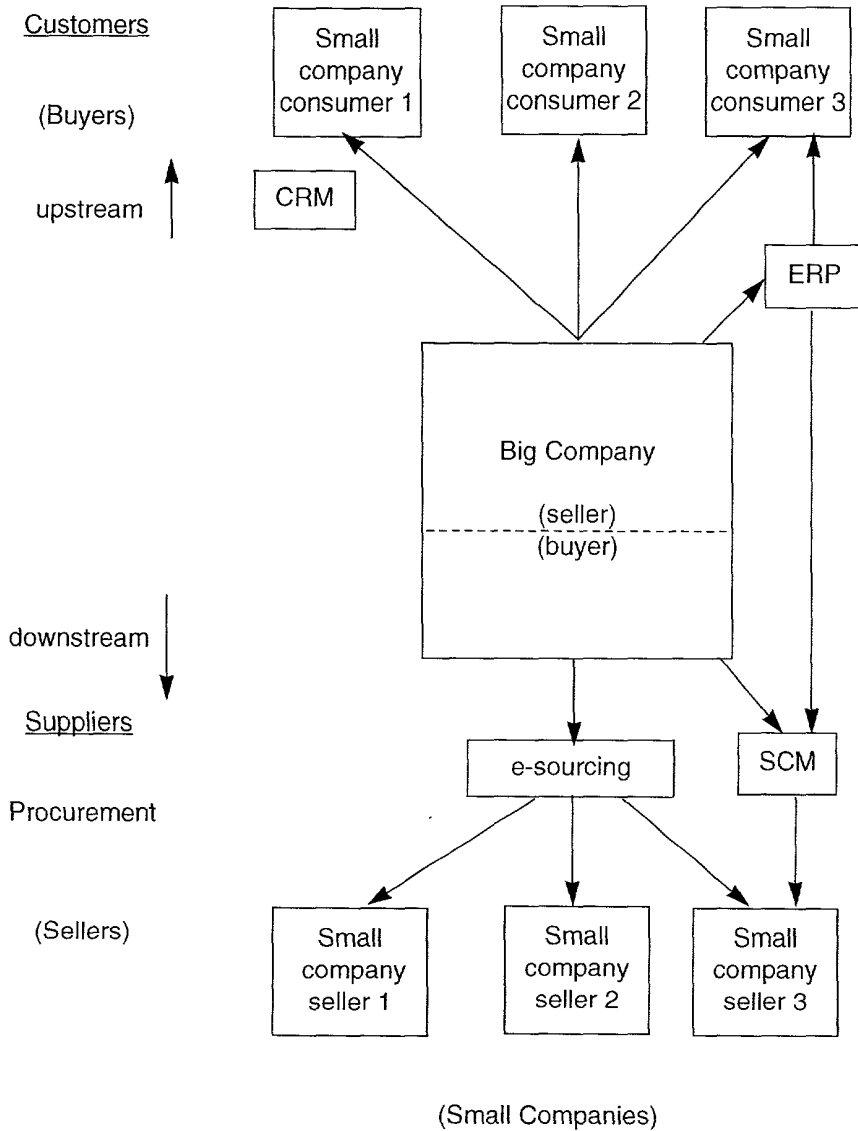 Customers
(Buyers)
upstream
Small
company
consumer 1
Small
company
consumer 2
Small
company
consumer 3
CRM
ERP
Big Company
(seller)
(buyer)
downstream
Suppliers
Procurement
(Sellers)
e-sourcing
SCM
Small
company
seller 1
Small
company
seller 2
Small
company
seller 3
(Small Companies)